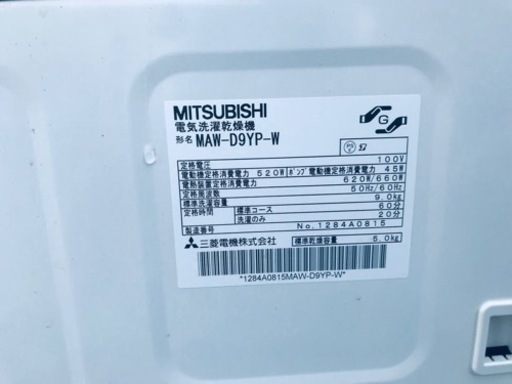 MITSUBISHI
電気洗濯乾燥機
形名 MAW-D9YP-W
G
定格電圧 100V
電動機定格消費電力 520W ポンプ電動機定格消費電力 45W
電熱装置定格消費電力 620W/660W
定格周波数 50Hz/60Hz
標準洗濯容量 9.0kg
定格時間 標準コース 60分
洗濯のみ 20分
製造番号 No.1284A0815
三菱電機株式会社 標準乾燥容量 5.0kg
*1284A0815MAW-D9YP-W*